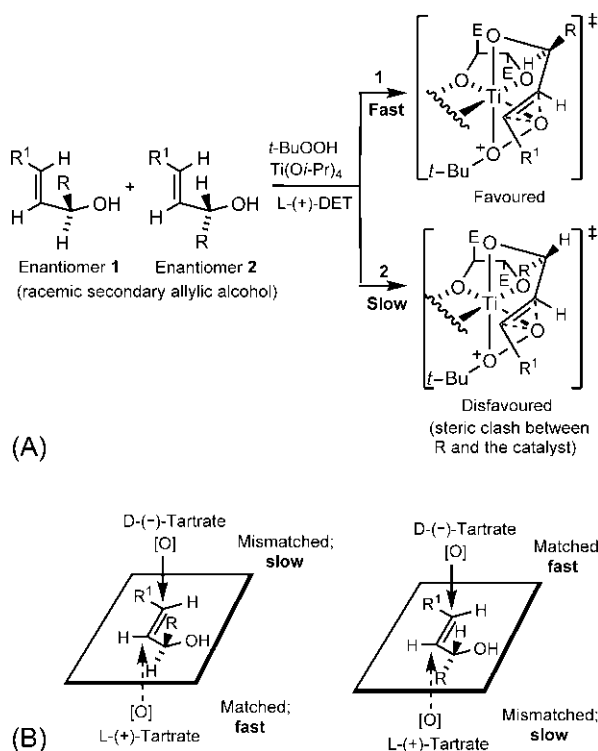 R¹ H
R
H OH
H
+
R¹ H
H
H OH
R
Enantiomer 1
Enantiomer 2
(racemic secondary allylic alcohol)
t-BuOOH
Ti(Oi-Pr)₄
L-(+)-DET
1
Fast
2
Slow
‡
E O R
H
E O
O Ti H
O
O R¹
+
t–Bu
Favoured
‡
E O H
R
E O
O Ti H
O
O R¹
+
t–Bu
Disfavoured
(steric clash between
R and the catalyst)
(A)
D-(−)-Tartrate
[O]
Mismatched;
slow
R¹ H
R
H OH
H
[O]
L-(+)-Tartrate
Matched;
fast
D-(−)-Tartrate
[O]
Matched
fast
R¹ H
H
H OH
R
[O]
L-(+)-Tartrate
Mismatched;
slow
(B)